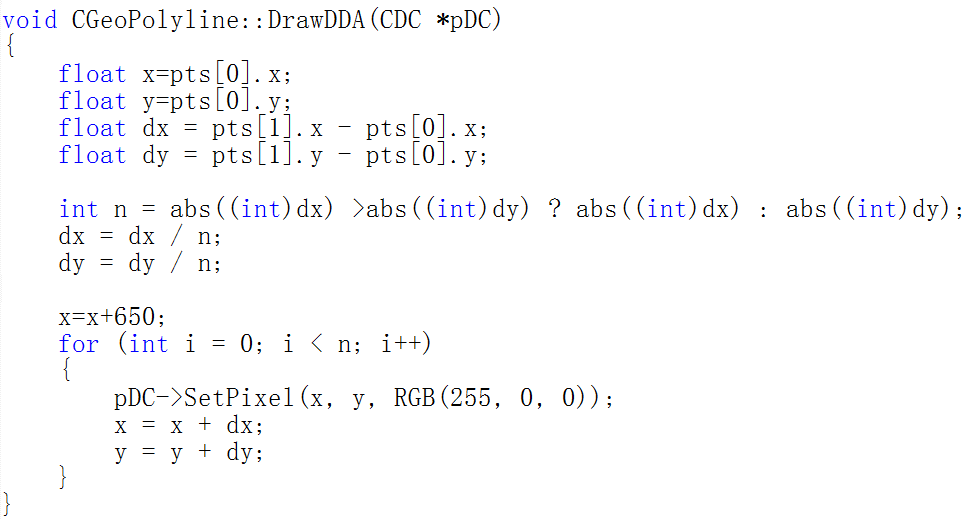 void CGeoPolyline::DrawDDA(CDC *pDC)
{
    float x=pts[0].x;
    float y=pts[0].y;
    float dx = pts[1].x - pts[0].x;
    float dy = pts[1].y - pts[0].y;

    int n = abs((int)dx) >abs((int)dy) ? abs((int)dx) : abs((int)dy);
    dx = dx / n;
    dy = dy / n;

    x=x+650;
    for (int i = 0; i < n; i++)
    {
        pDC->SetPixel(x, y, RGB(255, 0, 0));
        x = x + dx;
        y = y + dy;
    }
}